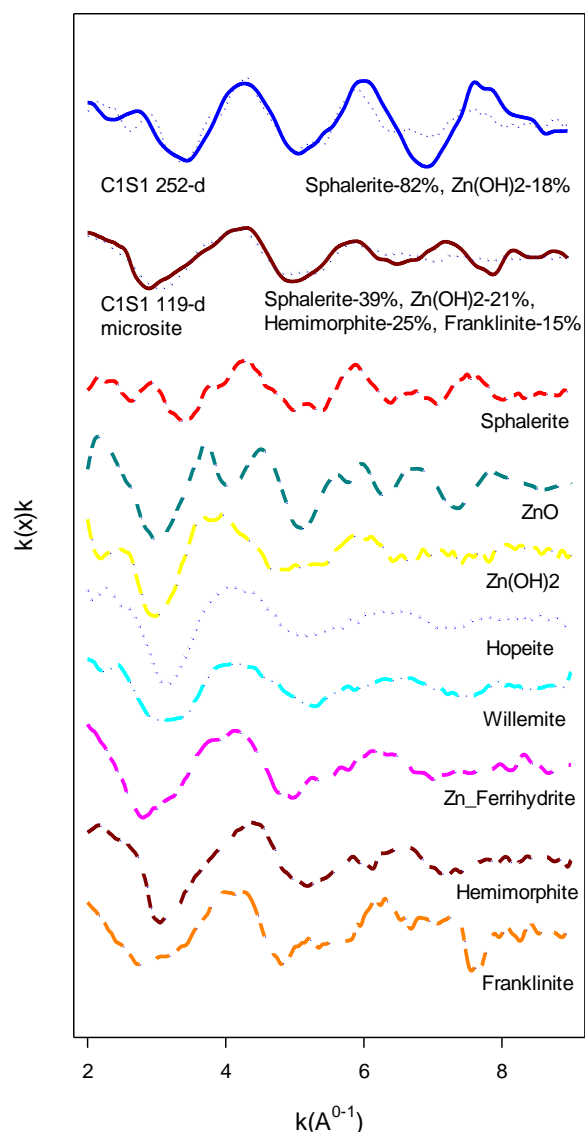 C1S1 252-d
Sphalerite-82%, Zn(OH)2-18%
C1S1 119-d
microsite
Sphalerite-39%, Zn(OH)2-21%,
Hemimorphite-25%, Franklinite-15%
Sphalerite
ZnO
Zn(OH)2
Hopeite
Willemite
Zn_Ferrihydrite
Hemimorphite
Franklinite
k(x)k
2 4 6 8
k(A^0-1)